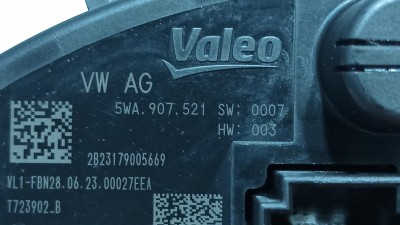 Valeo
VW AG
5WA.907.521 SW: 0007
HW: 003
2B23179005669
VL1-FBN28.06.23.00027EEA
T723902_B